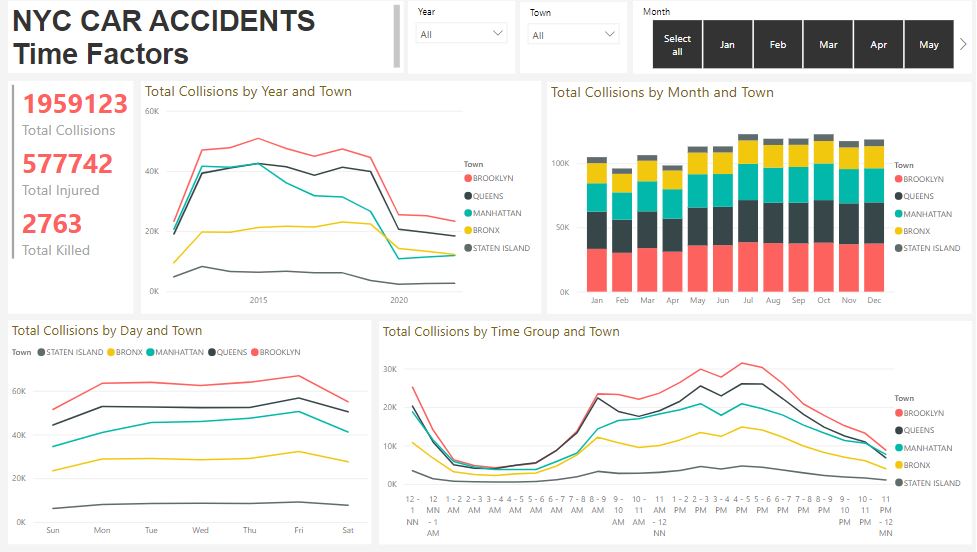 NYC CAR ACCIDENTS
Time Factors
Year
All
Town
All
Month
Select all
Jan
Feb
Mar
Apr
May
1959123
Total Collisions
577742
Total Injured
2763
Total Killed
Total Collisions by Year and Town
60K
40K
20K
0K
2015
2020
Town
BROOKLYN
QUEENS
MANHATTAN
BRONX
STATEN ISLAND
Total Collisions by Month and Town
100K
50K
0K
Jan Feb Mar Apr May Jun Jul Aug Sep Oct Nov Dec
Town
BROOKLYN
QUEENS
MANHATTAN
BRONX
STATEN ISLAND
Total Collisions by Day and Town
Town STATEN ISLAND BRONX MANHATTAN QUEENS BROOKLYN
60K
40K
20K
0K
Sun Mon Tue Wed Thu Fri Sat
Total Collisions by Time Group and Town
30K
20K
10K
0K
12 - 1 NN
12 MN - 1 AM
1 - 2 AM
2 - 3 AM
3 - 4 AM
4 - 5 AM
5 - 6 AM
6 - 7 AM
7 - 8 AM
8 - 9 AM
9 - 10 AM
10 - 11 AM
11 AM - 12 NN
1 - 2 PM
2 - 3 PM
3 - 4 PM
4 - 5 PM
5 - 6 PM
6 - 7 PM
7 - 8 PM
8 - 9 PM
9 - 10 PM
10 - 11 PM
11 PM - 12 MN
Town
BROOKLYN
QUEENS
MANHATTAN
BRONX
STATEN ISLAND